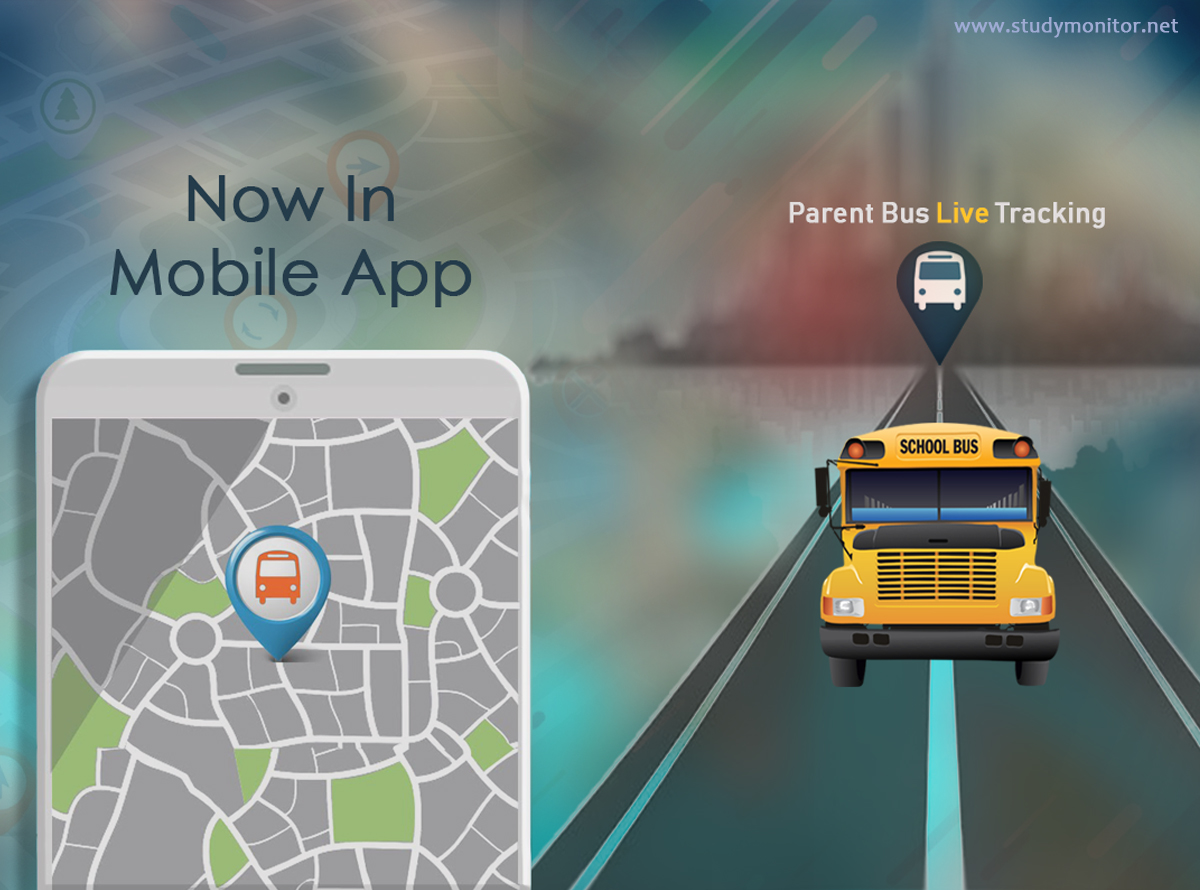 www.studymonitor.net
Now In
Mobile App
Parent Bus Live Tracking
SCHOOL BUS